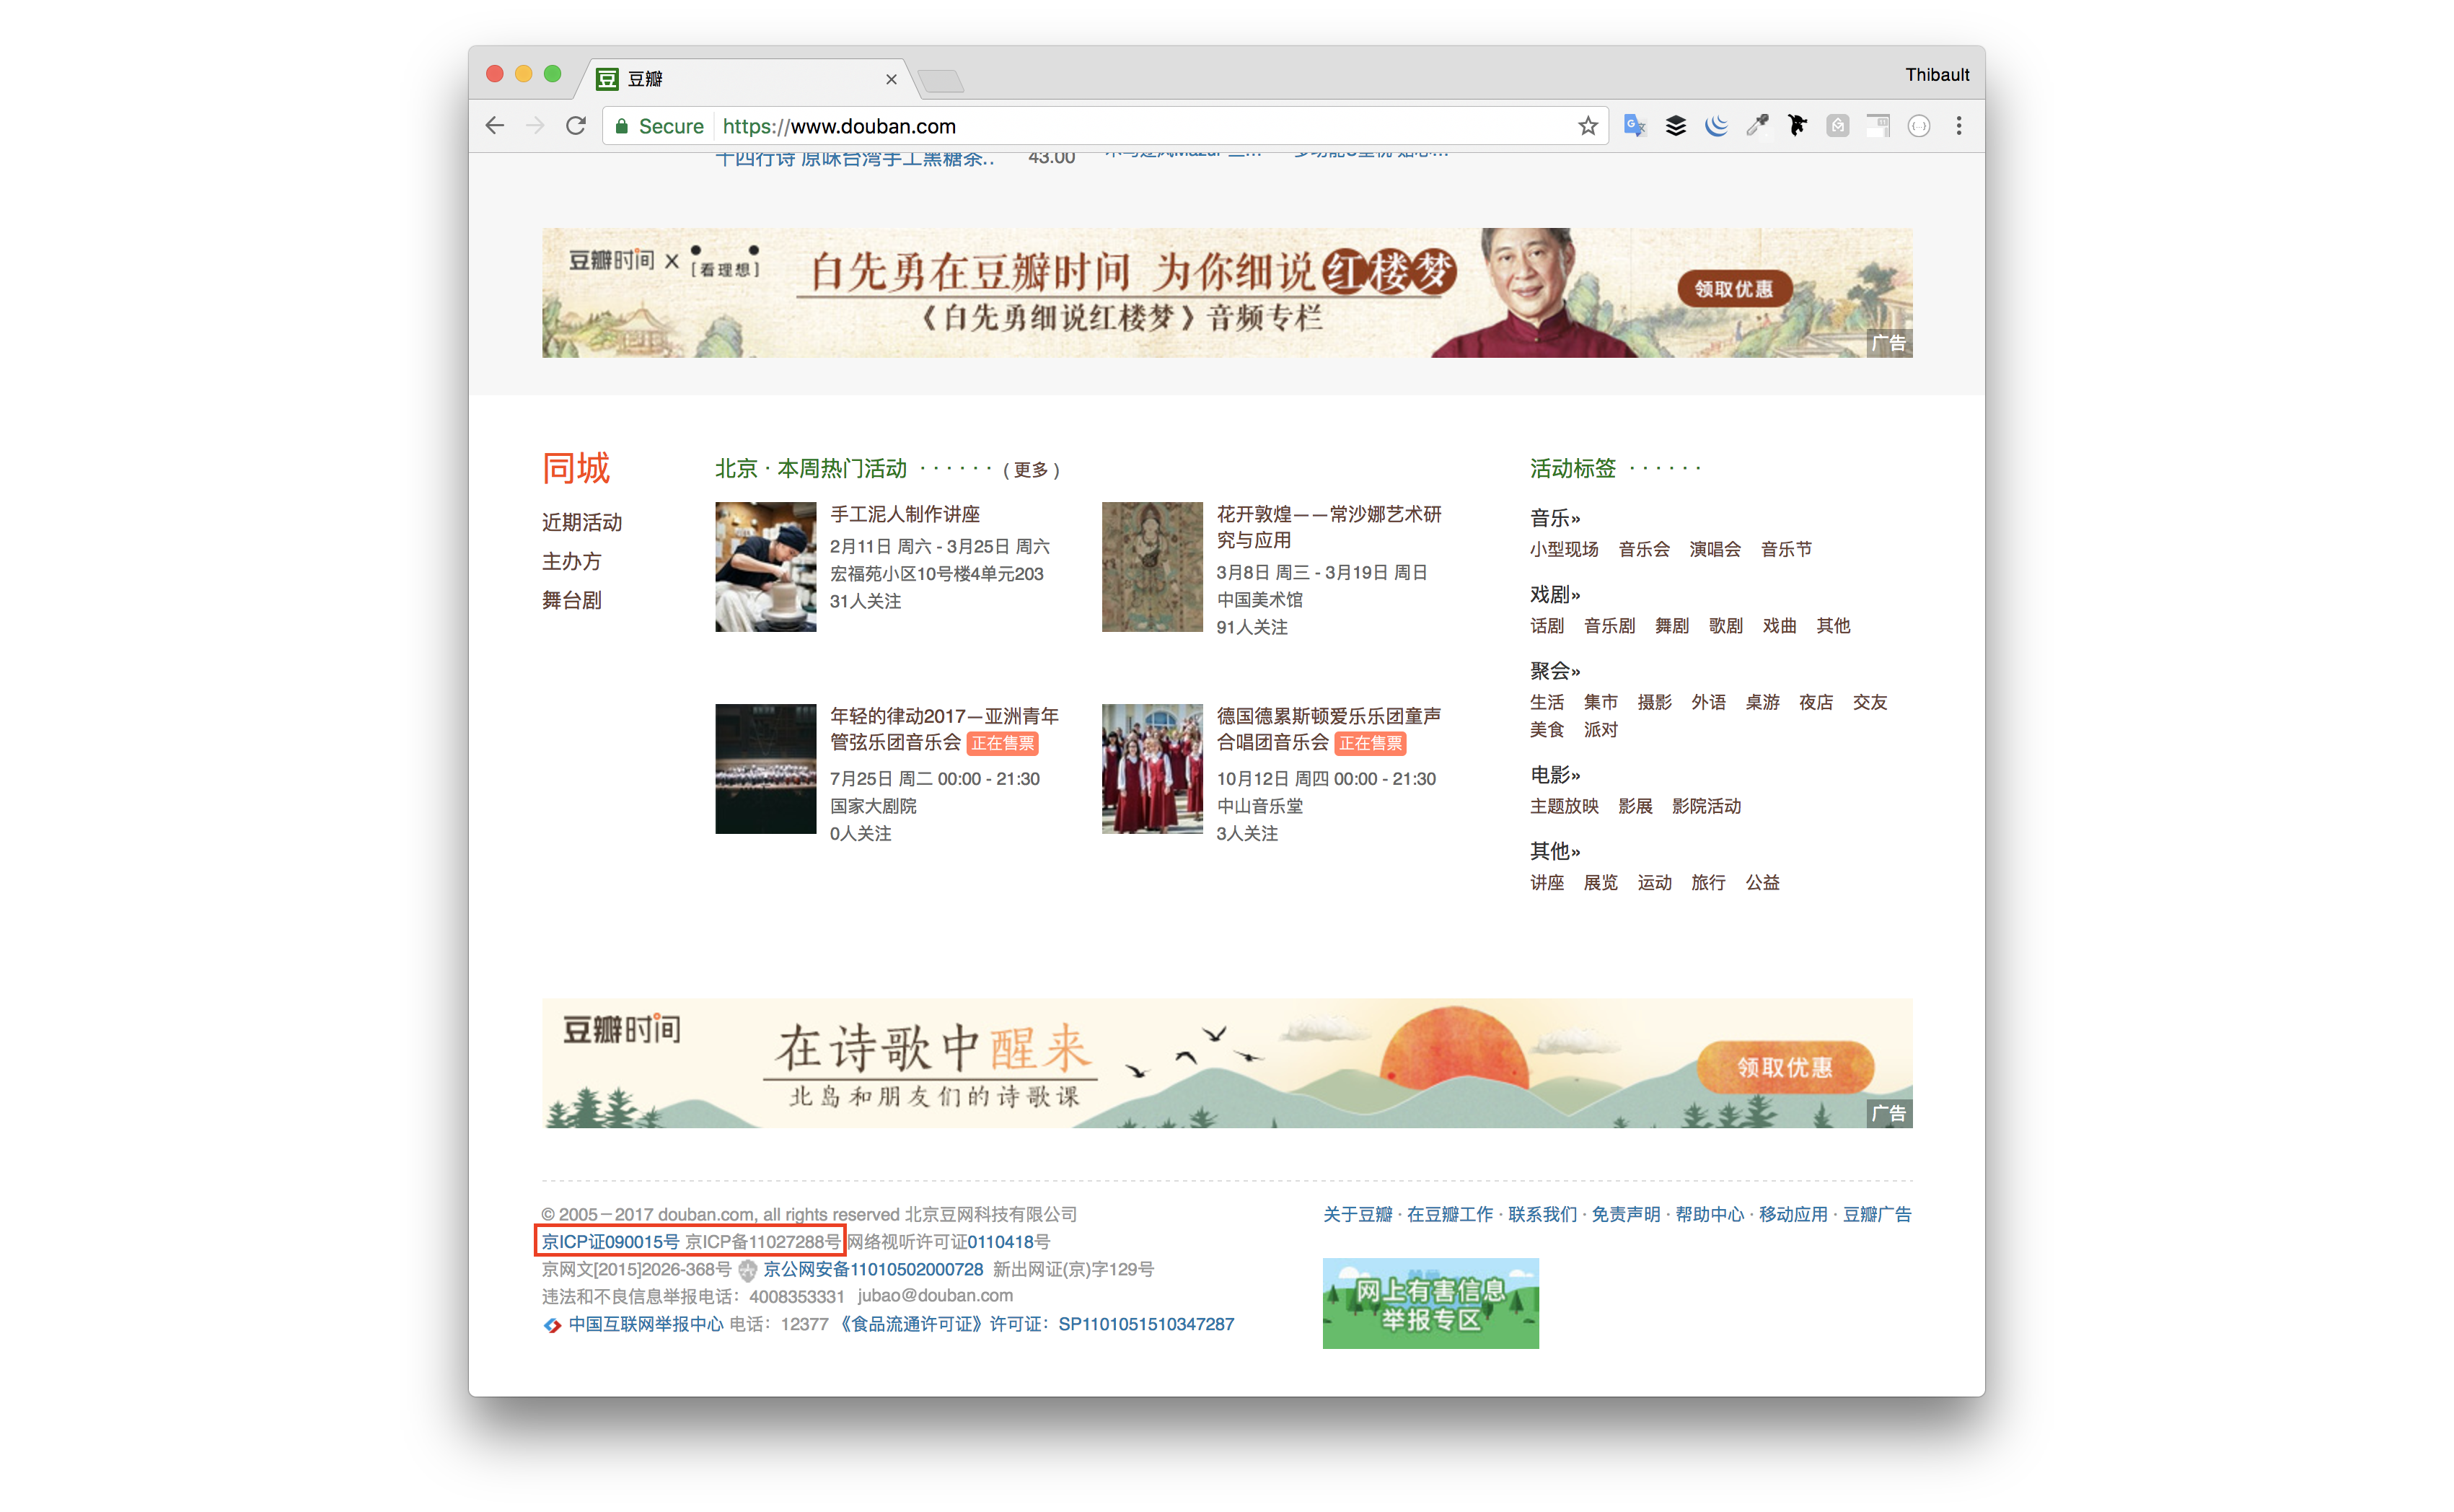 豆瓣
Thibault
Secure https://www.douban.com
十四行诗 原味台湾手工黑糖茶.. 43.00
豆瓣时间 X [看理想]
白先勇在豆瓣时间 为你细说红楼梦
《白先勇细说红楼梦》音频专栏
领取优惠
广告
同城
近期活动
主办方
舞台剧
北京 · 本周热门活动 · · · · · · ( 更多 )
手工泥人制作讲座
2月11日 周六 - 3月25日 周六
宏福苑小区10号楼4单元203
31人关注
花开敦煌——常沙娜艺术研
究与应用
3月8日 周三 - 3月19日 周日
中国美术馆
91人关注
年轻的律动2017—亚洲青年
管弦乐团音乐会 正在售票
7月25日 周二 00:00 - 21:30
国家大剧院
0人关注
德国德累斯顿爱乐乐团童声
合唱团音乐会 正在售票
10月12日 周四 00:00 - 21:30
中山音乐堂
3人关注
活动标签 · · · · · ·
音乐»
小型现场 音乐会 演唱会 音乐节
戏剧»
话剧 音乐剧 舞剧 歌剧 戏曲 其他
聚会»
生活 集市 摄影 外语 桌游 夜店 交友
美食 派对
电影»
主题放映 影展 影院活动
其他»
讲座 展览 运动 旅行 公益
豆瓣时间
在诗歌中醒来
北岛和朋友们的诗歌课
领取优惠
广告
© 2005－2017 douban.com, all rights reserved 北京豆网科技有限公司
京ICP证090015号 京ICP备11027288号 网络视听许可证0110418号
京网文[2015]2026-368号 京公网安备11010502000728 新出网证(京)字129号
违法和不良信息举报电话：4008353331 jubao@douban.com
中国互联网举报中心 电话：12377 《食品流通许可证》许可证：SP1101051510347287
关于豆瓣 · 在豆瓣工作 · 联系我们 · 免责声明 · 帮助中心 · 移动应用 · 豆瓣广告
网上有害信息
举报专区